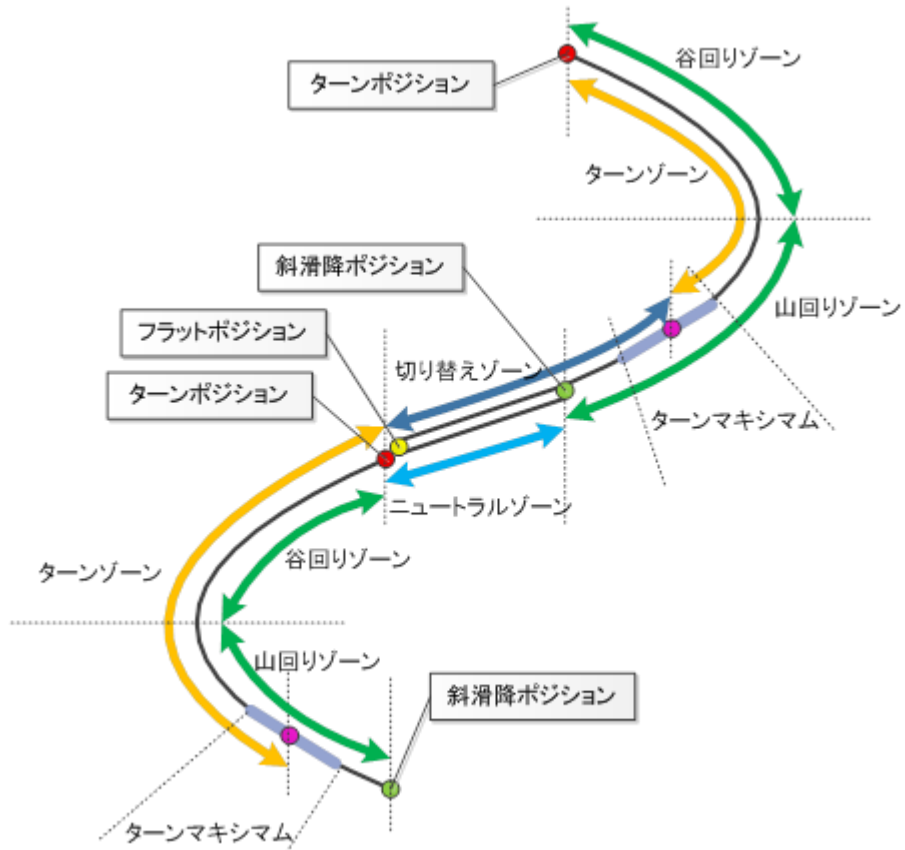 谷回りゾーン
ターンポジション
ターンゾーン
斜滑降ポジション
山回りゾーン
フラットポジション
切り替えゾーン
ターンポジション
ターンマキシマム
ニュートラルゾーン
谷回りゾーン
ターンゾーン
山回りゾーン
斜滑降ポジション
ターンマキシマム